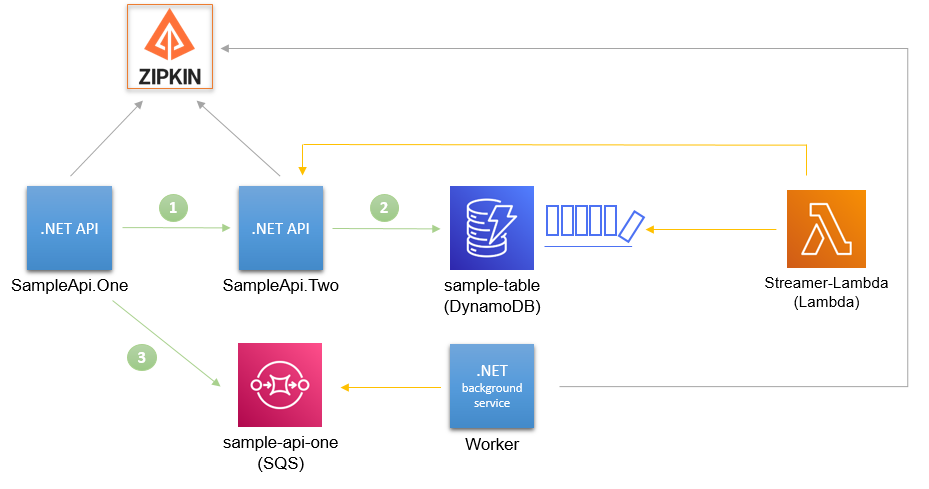 ZIPKIN
1
2
.NET API
.NET API
SampleApi.One
SampleApi.Two
sample-table
(DynamoDB)
Streamer-Lambda
(Lambda)
3
.NET
background
service
sample-api-one
(SQS)
Worker